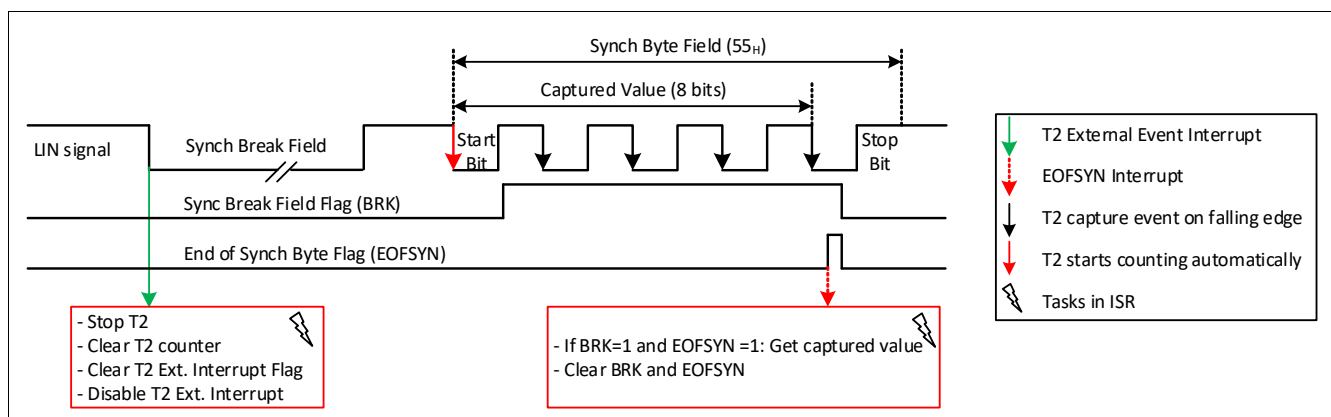 Synch Byte Field (55H)
Captured Value (8 bits)
LIN signal
Synch Break Field
Start
Bit
Stop
Bit
Sync Break Field Flag (BRK)
End of Synch Byte Flag (EOFSYN)
- Stop T2
- Clear T2 counter
- Clear T2 Ext. Interrupt Flag
- Disable T2 Ext. Interrupt
- If BRK=1 and EOFSYN =1: Get captured value
- Clear BRK and EOFSYN
T2 External Event Interrupt
EOFSYN Interrupt
T2 capture event on falling edge
T2 starts counting automatically
Tasks in ISR